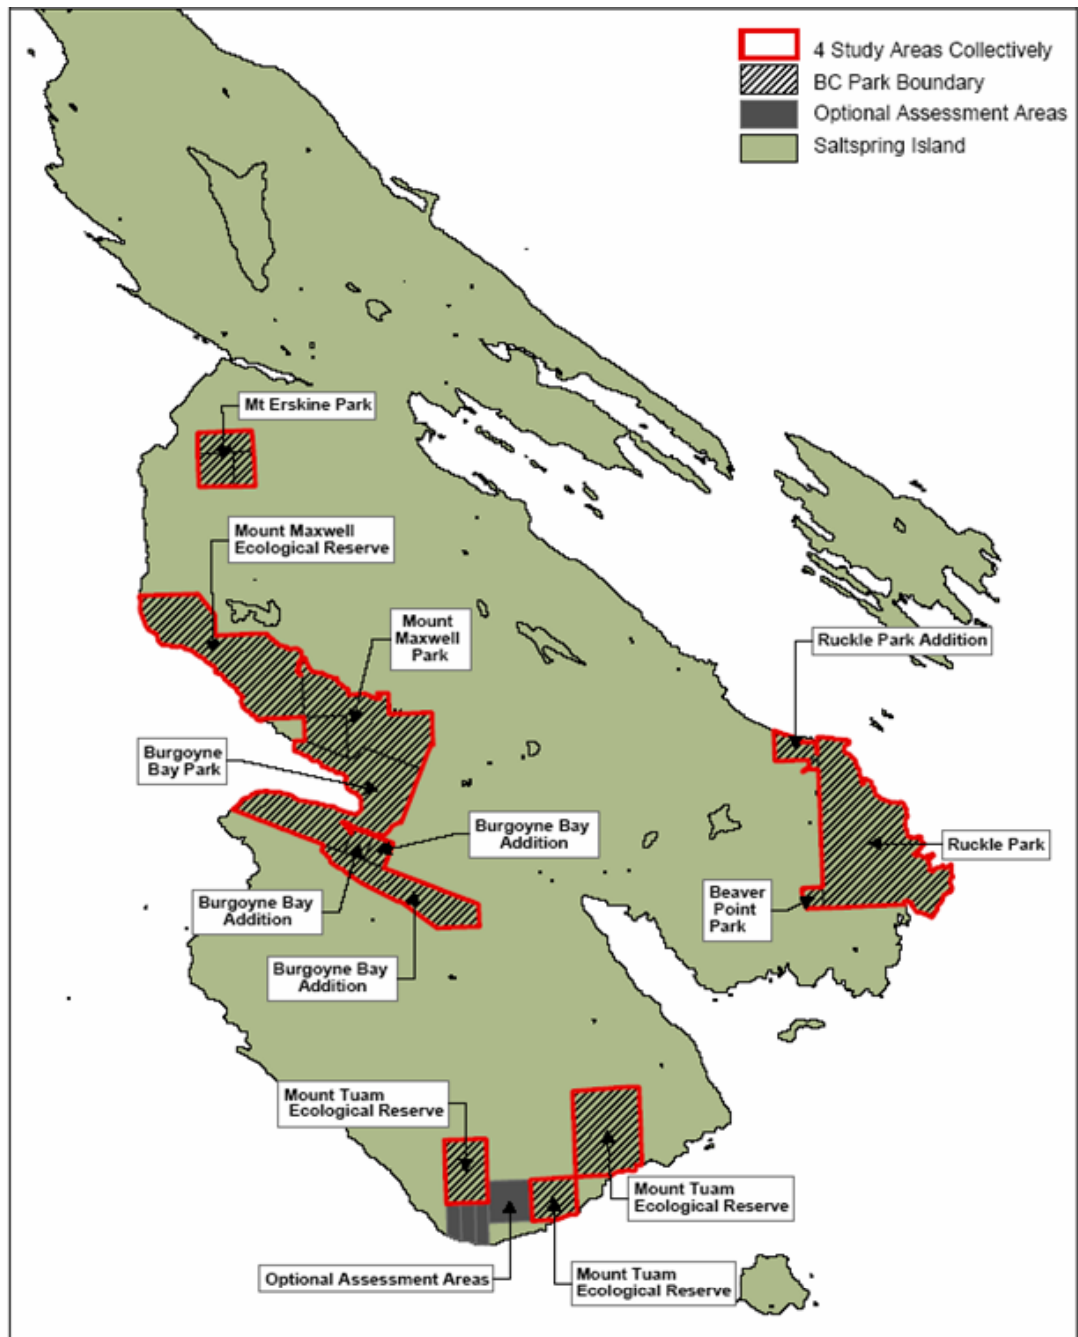 4 Study Areas Collectively
BC Park Boundary
Optional Assessment Areas
Saltspring Island
Mt Erskine Park
Mount Maxwell
Ecological Reserve
Mount
Maxwell
Park
Ruckle Park Addition
Burgoyne
Bay Park
Burgoyne Bay
Addition
Ruckle Park
Beaver
Point
Park
Burgoyne Bay
Addition
Burgoyne Bay
Addition
Mount Tuam
Ecological Reserve
Mount Tuam
Ecological Reserve
Optional Assessment Areas
Mount Tuam
Ecological Reserve